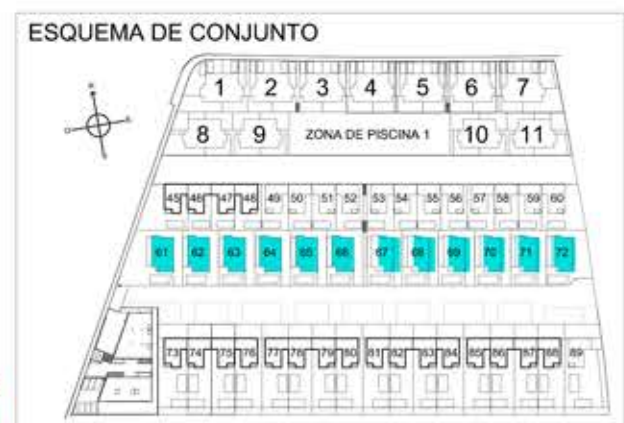 ESQUEMA DE CONJUNTO
1 2 3 4 5 6 7
8 9 ZONA DE PISCINA 1 10 11
45 46 47 48 49 50 51 52 53 54 55 56 57 58 59 60
61 62 63 64 65 66 67 68 69 70 71 72
73 74 75 76 77 78 79 80 81 82 83 84 85 86 87 88 89